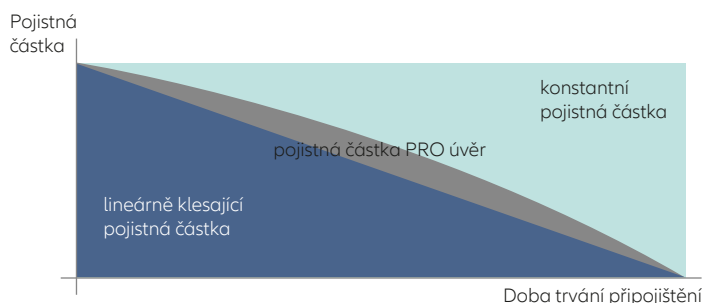 Pojistná
částka
konstantní
pojistná částka
pojistná částka PRO úvěr
lineárně klesající
pojistná částka
Doba trvání připojištění